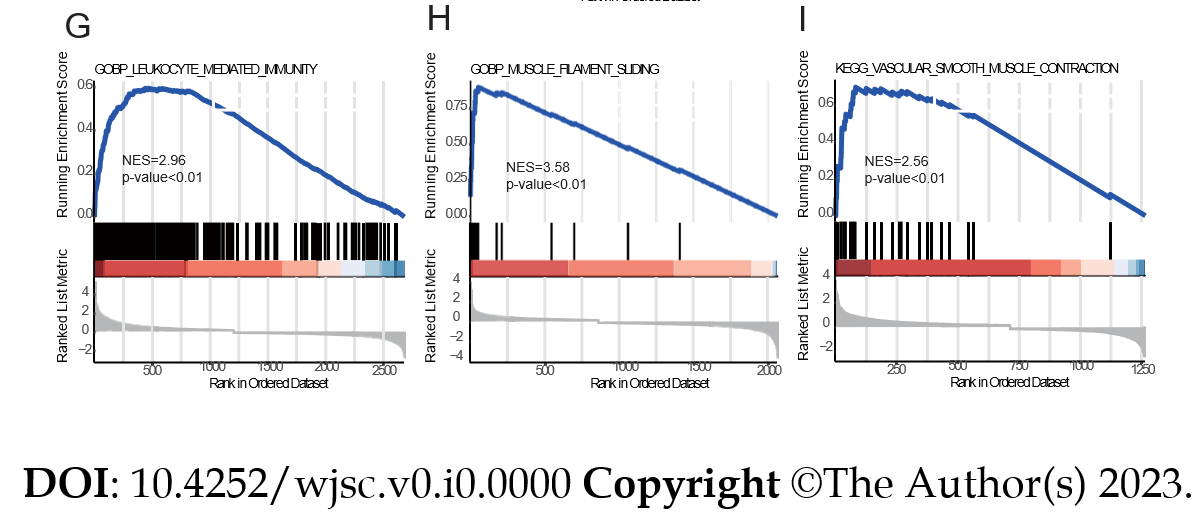 G
GOBP_LEUKOCYTE_MEDIATED_IMMUNITY
Running Enrichment Score
0.6
0.4
0.2
0.0
NES=2.96
p-value<0.01
Ranked List Metric
4
2
0
−2
500
1000
1500
2000
2500
Rank in Ordered Dataset
H
GOBP_MUSCLE_FILAMENT_SLIDING
Running Enrichment Score
0.75
0.50
0.25
0.00
NES=3.58
p-value<0.01
Ranked List Metric
4
2
0
−2
−4
500
1000
1500
2000
Rank in Ordered Dataset
I
KEGG_VASCULAR_SMOOTH_MUSCLE_CONTRACTION
Running Enrichment Score
0.6
0.4
0.2
0.0
NES=2.56
p-value<0.01
Ranked List Metric
4
2
0
−2
250
500
750
1000
1250
Rank in Ordered Dataset
DOI: 10.4252/wjsc.v0.i0.0000 Copyright ©The Author(s) 2023.